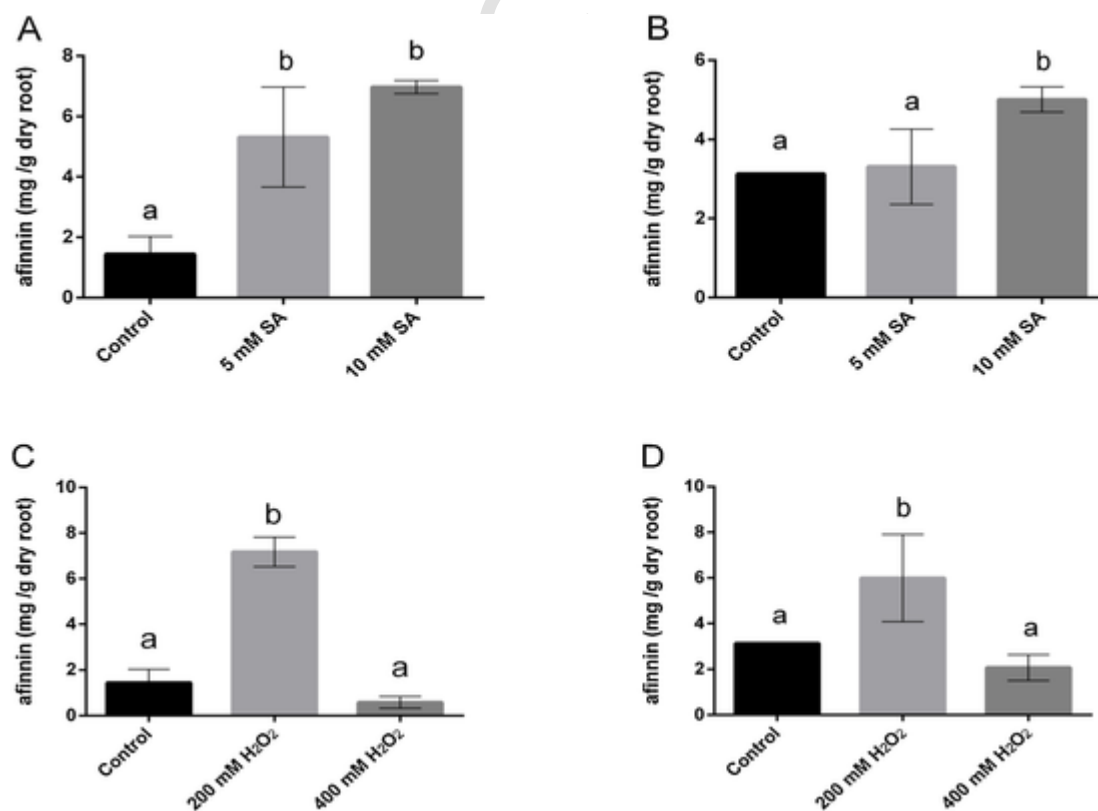 A
afinnin (mg /g dry root)
8
6
4
2
0
a
b
b
Control
5 mM SA
10 mM SA
B
afinnin (mg /g dry root)
6
4
2
0
a
a
b
Control
5 mM SA
10 mM SA
C
afinnin (mg /g dry root)
10
8
6
4
2
0
a
b
a
Control
200 mM H₂O₂
400 mM H₂O₂
D
afinnin (mg /g dry root)
10
8
6
4
2
0
a
b
a
Control
200 mM H₂O₂
400 mM H₂O₂